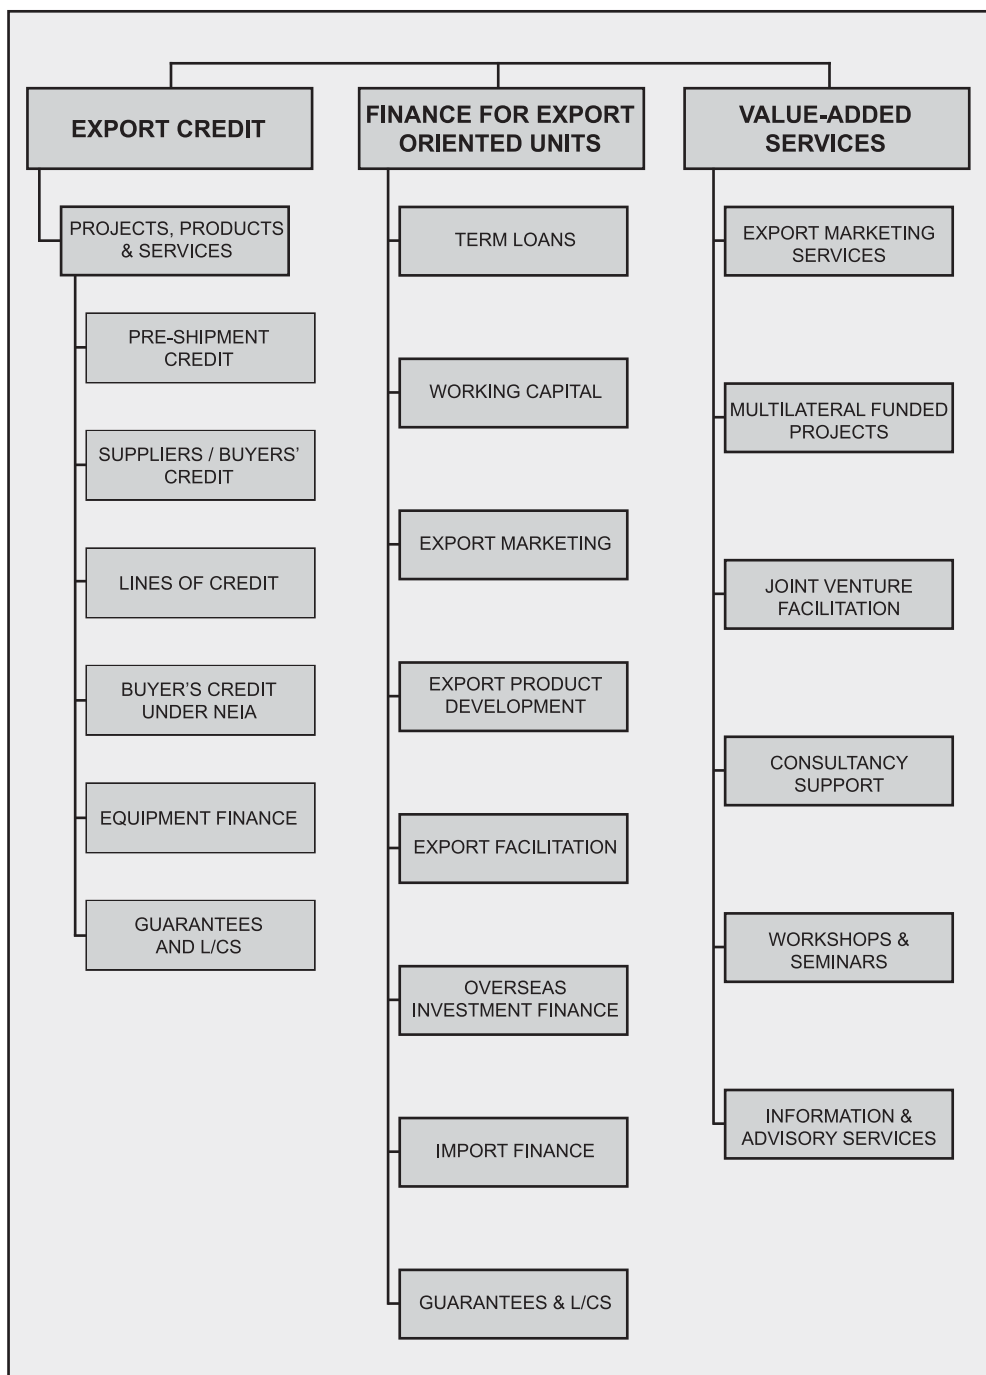 EXPORT CREDIT
PROJECTS, PRODUCTS
& SERVICES
PRE-SHIPMENT
CREDIT
SUPPLIERS / BUYERS’
CREDIT
LINES OF CREDIT
BUYER’S CREDIT
UNDER NEIA
EQUIPMENT FINANCE
GUARANTEES
AND L/CS
FINANCE FOR EXPORT
ORIENTED UNITS
TERM LOANS
WORKING CAPITAL
EXPORT MARKETING
EXPORT PRODUCT
DEVELOPMENT
EXPORT FACILITATION
OVERSEAS
INVESTMENT FINANCE
IMPORT FINANCE
GUARANTEES & L/CS
VALUE-ADDED
SERVICES
EXPORT MARKETING
SERVICES
MULTILATERAL FUNDED
PROJECTS
JOINT VENTURE
FACILITATION
CONSULTANCY
SUPPORT
WORKSHOPS &
SEMINARS
INFORMATION &
ADVISORY SERVICES